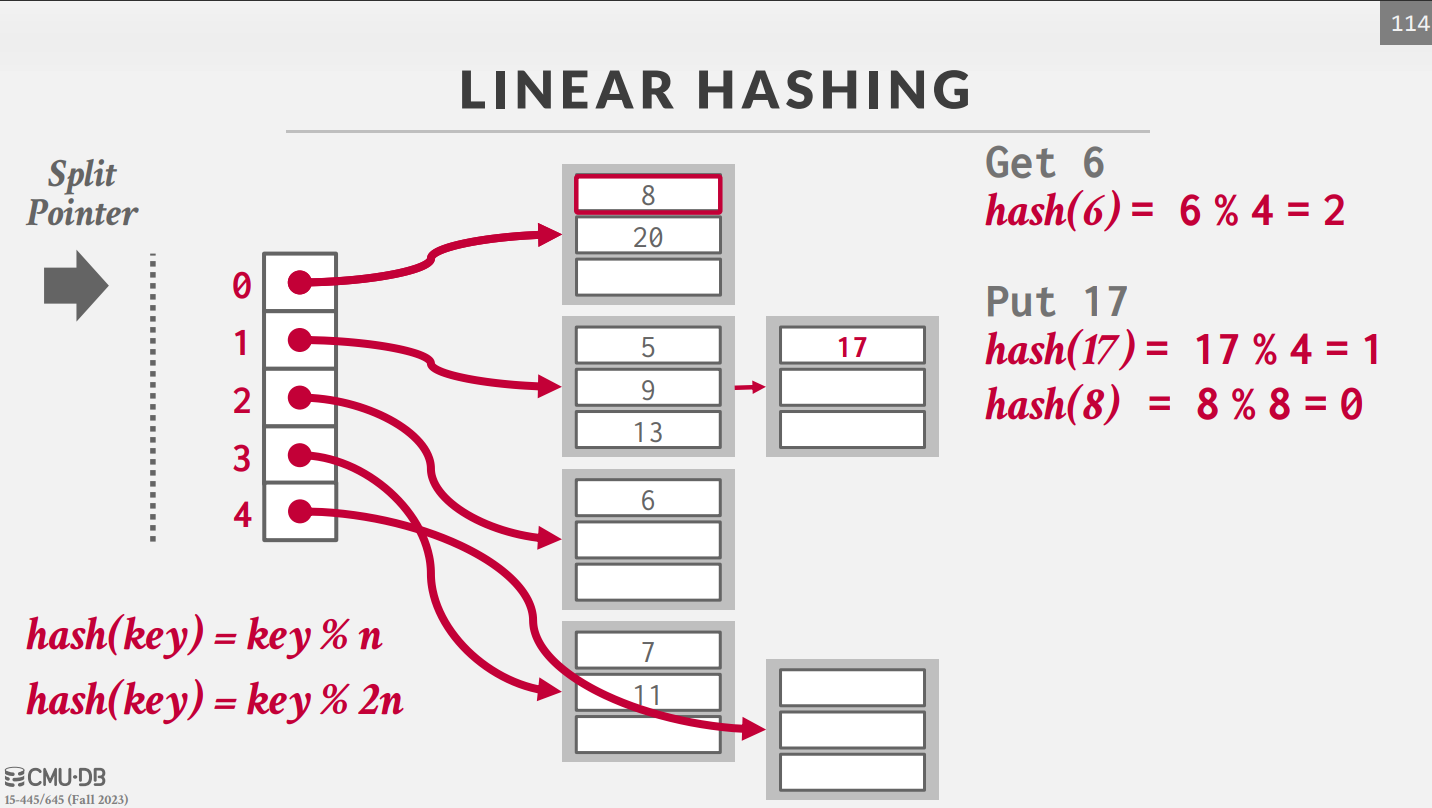 114
LINEAR HASHING
Split
Pointer
0
1
2
3
4
8
20
5
9
13
17
6
7
11
Get 6
hash(6) = 6 % 4 = 2
Put 17
hash(17) = 17 % 4 = 1
hash(8) = 8 % 8 = 0
hash(key) = key % n
hash(key) = key % 2n
CMU·DB
15-445/645 (Fall 2023)